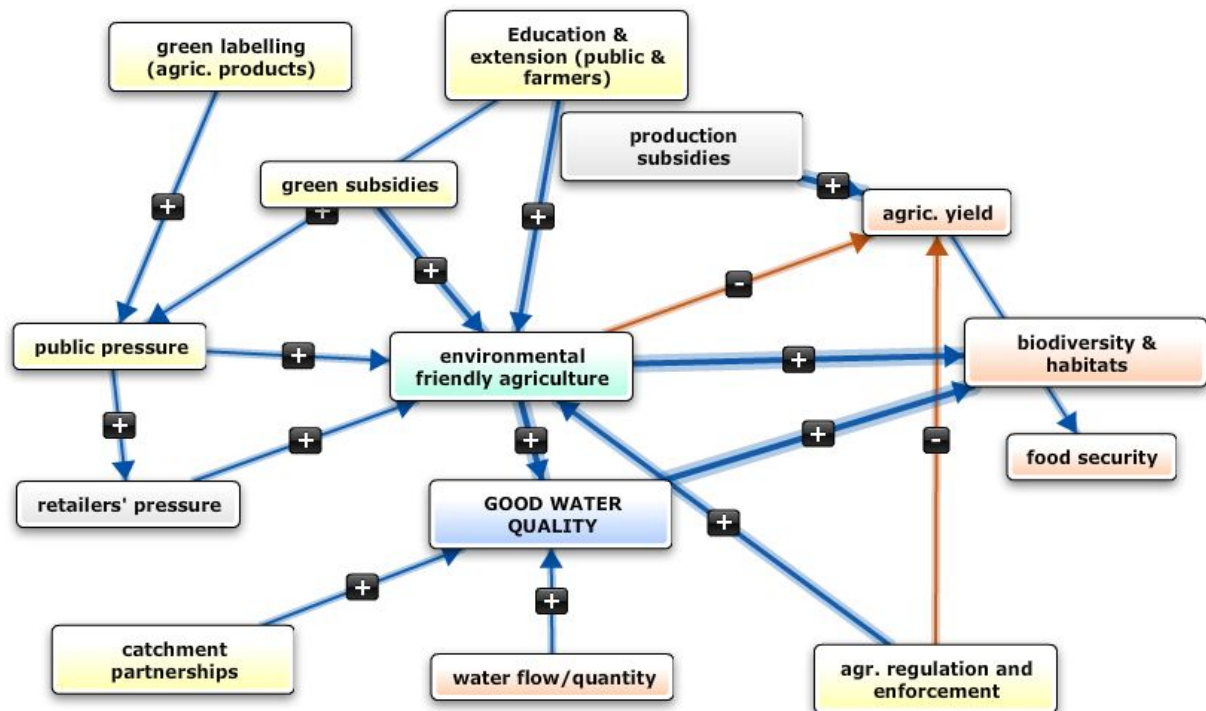 green labelling
(agric. products)
Education &
extension (public &
farmers)
production
subsidies
green subsidies
agric. yield
+
+
+
+
+
-
public pressure
environmental
friendly agriculture
biodiversity &
habitats
+
+
+
+
+
+
-
food security
retailers' pressure
GOOD WATER
QUALITY
+
+
+
catchment
partnerships
water flow/quantity
agr. regulation and
enforcement